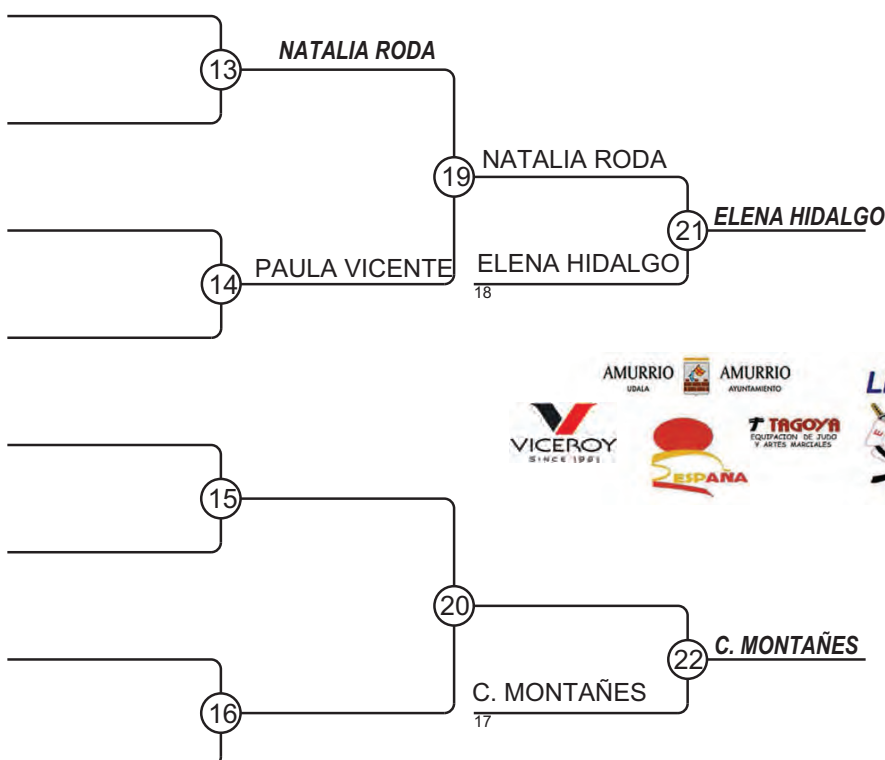 NATALIA RODA
13
NATALIA RODA
19
ELENA HIDALGO
21
PAULA VICENTE
ELENA HIDALGO
14
18
AMURRIO AMURRIO
UDALA AYUNTAMIENTO
VICEROY
SINCE 1951
TAGOYA
EQUIPACION DE JUDO
Y ARTES MARCIALES
ESPAÑA
15
20
C. MONTAÑES
22
C. MONTAÑES
16
17